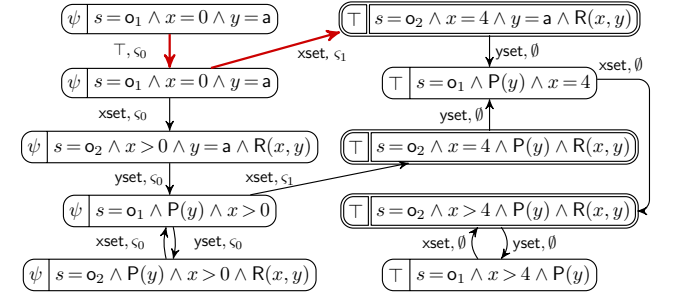 ψ s = o₁ ∧ x = 0 ∧ y = a
⊤ s = o₂ ∧ x = 4 ∧ y = a ∧ R(x, y)
⊤, ς₀
xset, ς₁
yset, ∅
ψ s = o₁ ∧ x = 0 ∧ y = a
⊤ s = o₁ ∧ P(y) ∧ x = 4
xset, ∅
xset, ς₀
yset, ∅
ψ s = o₂ ∧ x > 0 ∧ y = a ∧ R(x, y)
⊤ s = o₂ ∧ x = 4 ∧ P(y) ∧ R(x, y)
yset, ς₀
xset, ς₁
ψ s = o₁ ∧ P(y) ∧ x > 0
⊤ s = o₂ ∧ x > 4 ∧ P(y) ∧ R(x, y)
xset, ς₀
yset, ς₀
xset, ∅
yset, ∅
ψ s = o₂ ∧ P(y) ∧ x > 0 ∧ R(x, y)
⊤ s = o₁ ∧ x > 4 ∧ P(y)